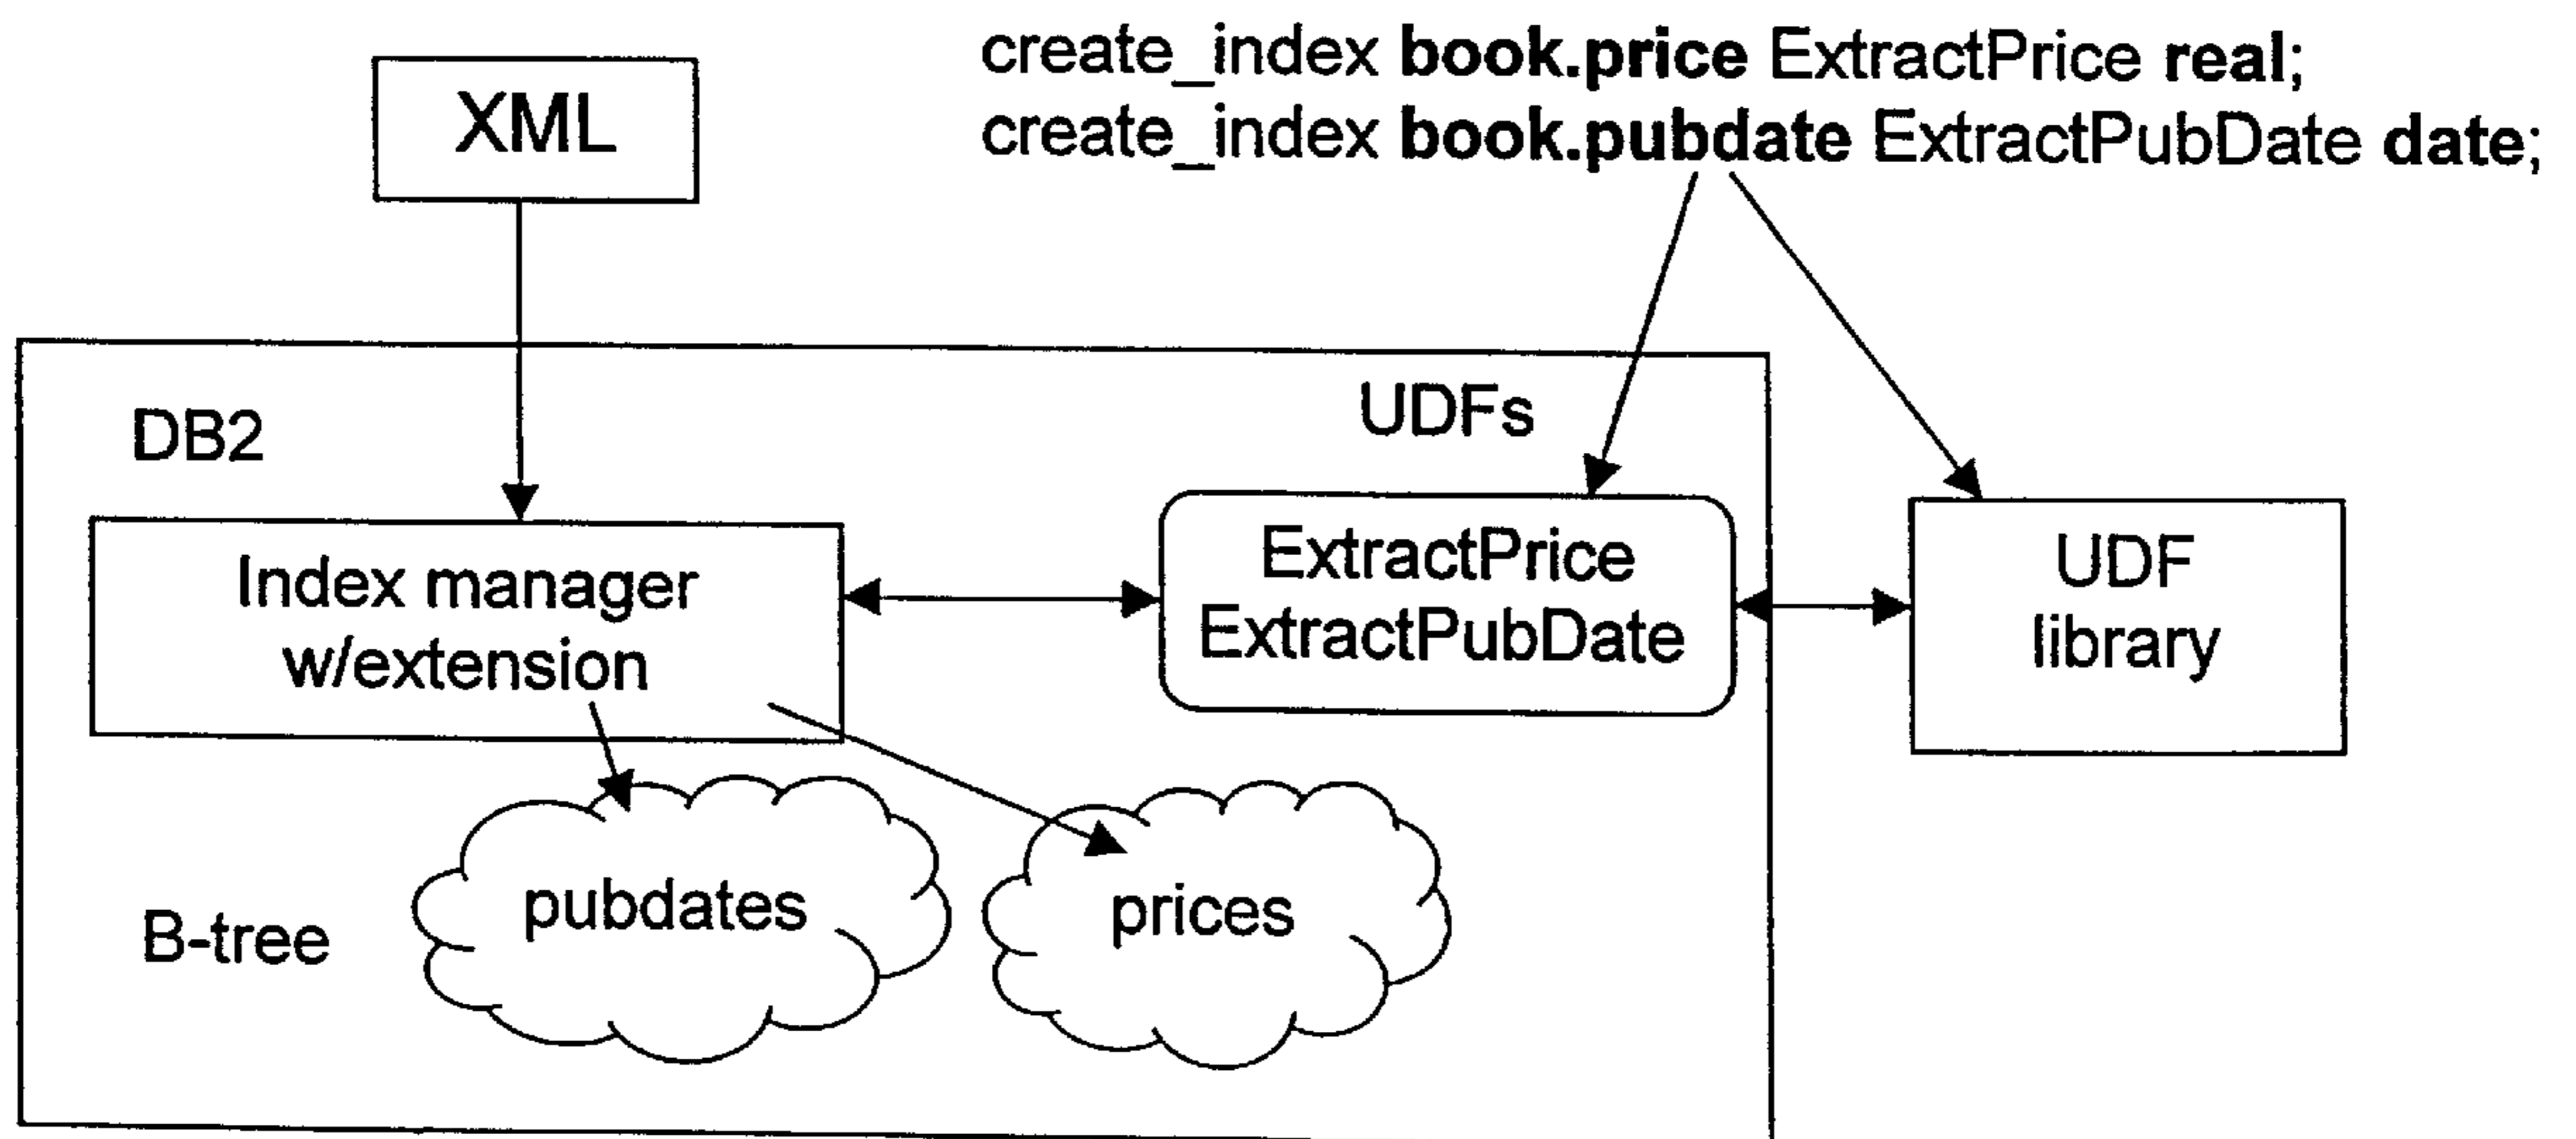 create_index book.price ExtractPrice real;
create_index book.pubdate ExtractPubDate date;
XML
DB2
UDFs
Index manager
w/extension
ExtractPrice
ExtractPubDate
UDF
library
B-tree
pubdates
prices